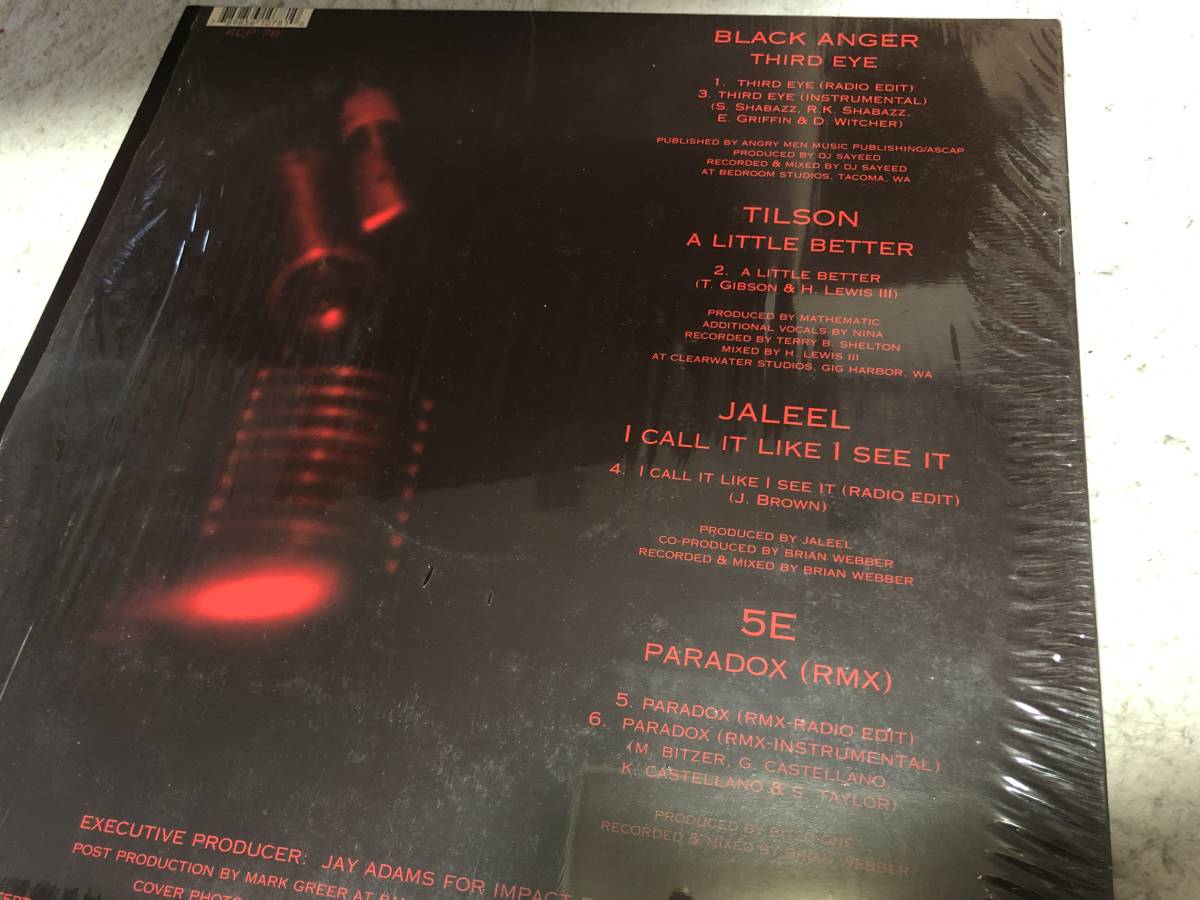 KLP 78
BLACK ANGER
THIRD EYE
1. THIRD EYE (RADIO EDIT)
3. THIRD EYE (INSTRUMENTAL)
(S. SHABAZZ, R.K. SHABAZZ,
E. GRIFFIN & D. WITCHER)
PUBLISHED BY ANGRY MEN MUSIC PUBLISHING/ASCAP
PRODUCED BY DJ SAYEED
RECORDED & MIXED BY DJ SAYEED
AT BEDROOM STUDIOS, TACOMA, WA
TILSON
A LITTLE BETTER
2. A LITTLE BETTER
(T. GIBSON & H. LEWIS III)
PRODUCED BY MATHEMATIC
ADDITIONAL VOCALS BY NINA
RECORDED BY TERRY B. SHELTON
MIXED BY H. LEWIS III
AT CLEARWATER STUDIOS, GIG HARBOR, WA
JALEEL
I CALL IT LIKE I SEE IT
4. I CALL IT LIKE I SEE IT (RADIO EDIT)
(J. BROWN)
PRODUCED BY JALEEL
CO-PRODUCED BY BRIAN WEBBER
RECORDED & MIXED BY BRIAN WEBBER
5E
PARADOX (RMX)
5. PARADOX (RMX-RADIO EDIT)
6. PARADOX (RMX-INSTRUMENTAL)
(M. BITZER, G. CASTELLANO,
K. CASTELLANO & S. TAYLOR)
PRODUCED BY
RECORDED & MIXED BY BRIAN WEBBER
EXECUTIVE PRODUCER: JAY ADAMS FOR IMPACT
POST PRODUCTION BY MARK GREER AT
COVER